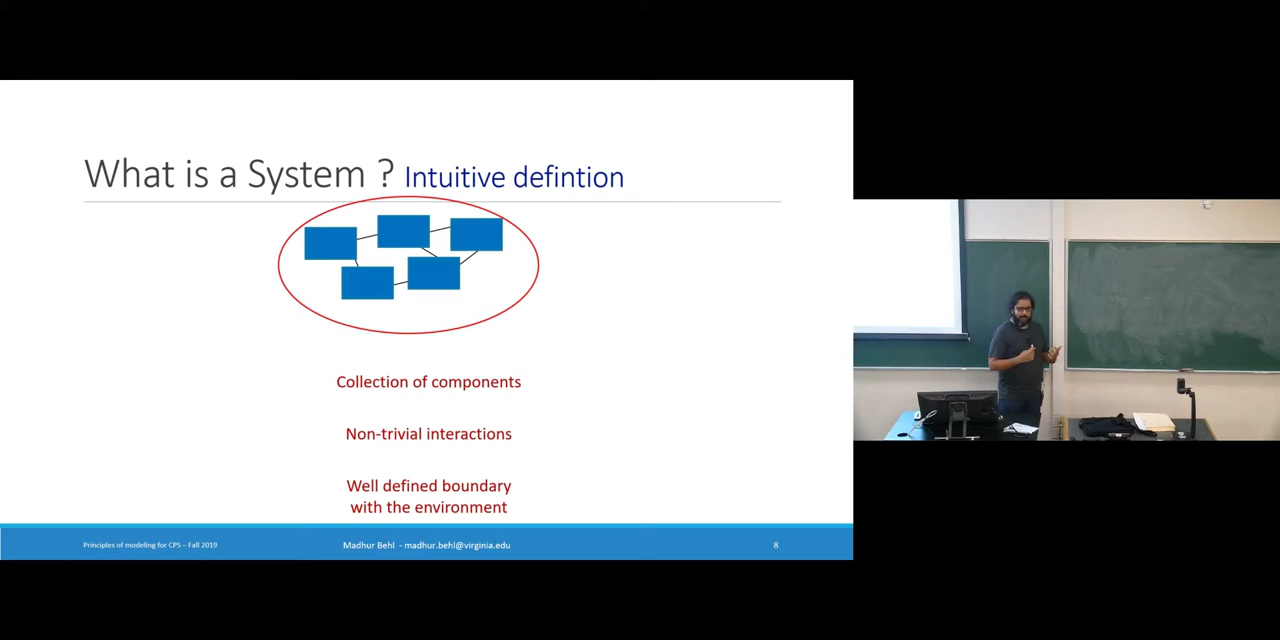 What is a System ? Intuitive defintion
Collection of components
Non-trivial interactions
Well defined boundary
with the environment
Principles of modeling for CPS – Fall 2019
Madhur Behl - madhur.behl@virginia.edu
8